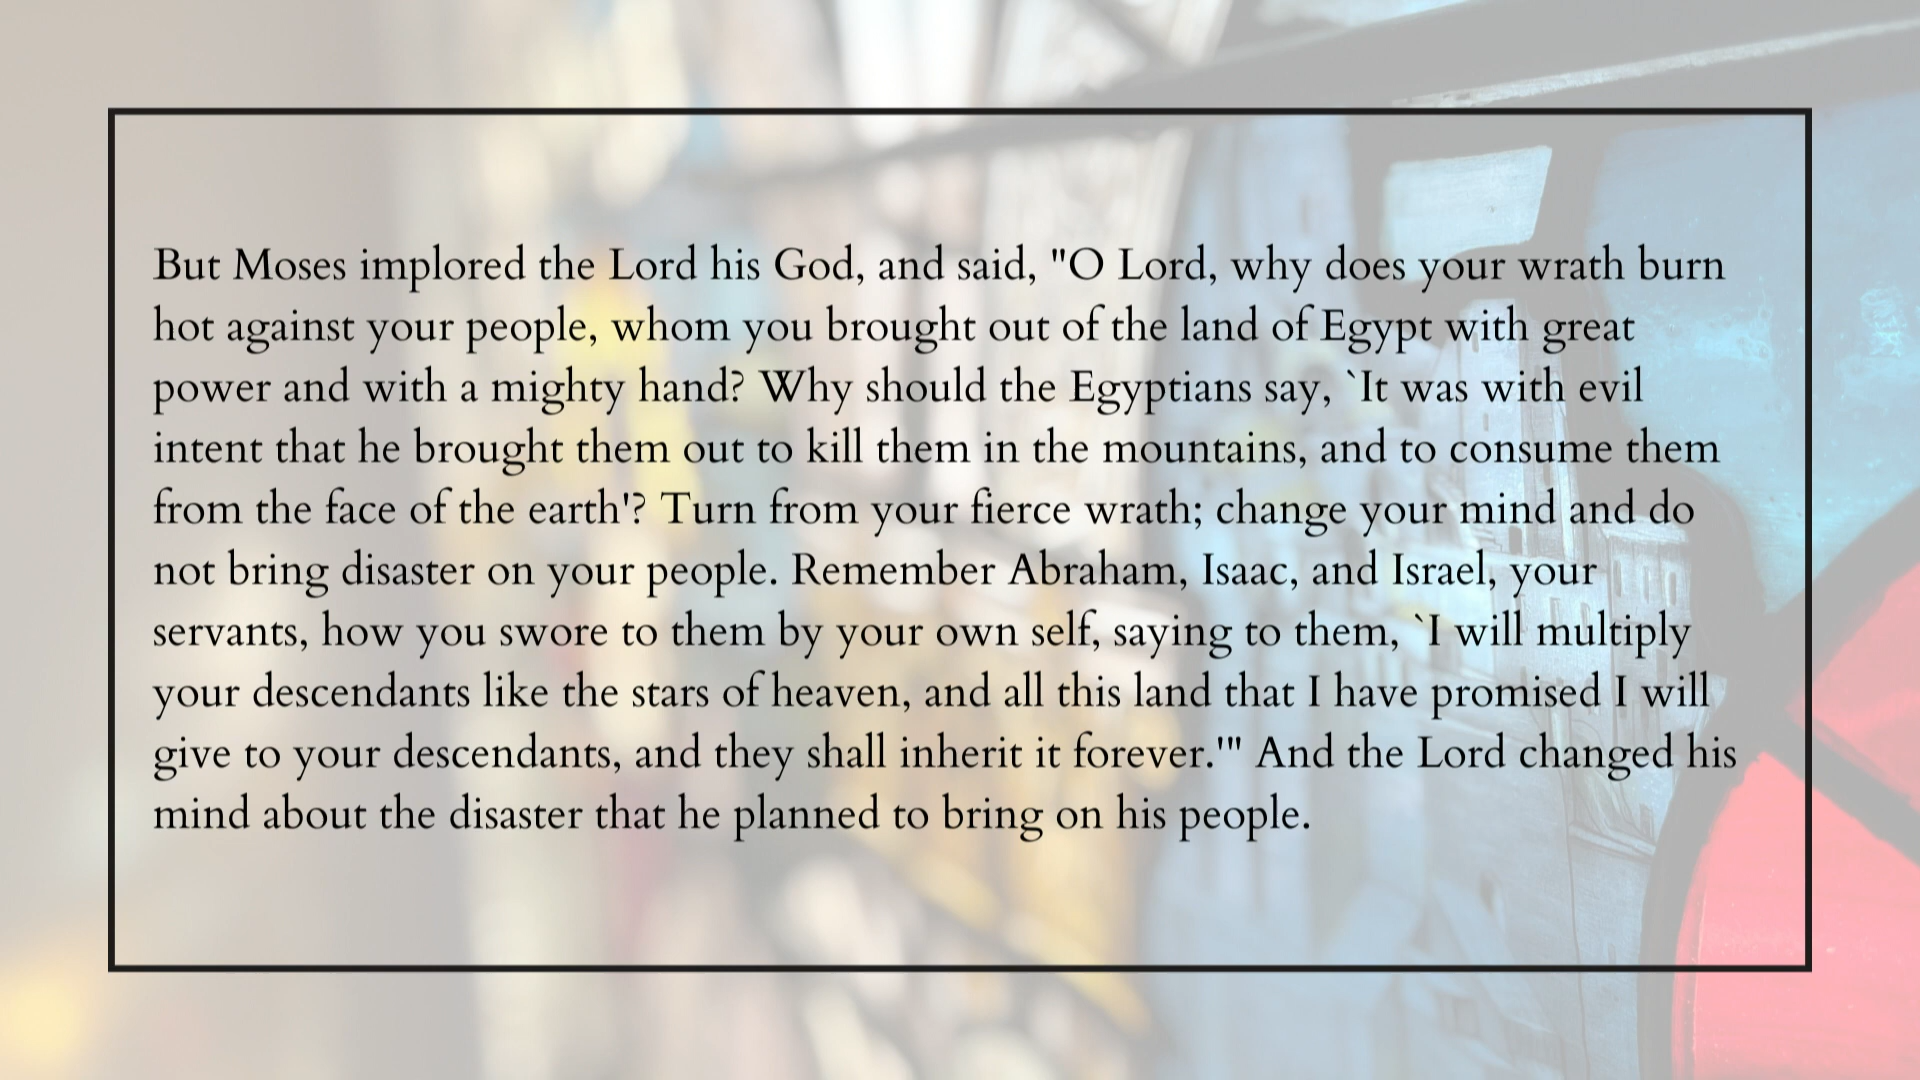 But Moses implored the Lord his God, and said, "O Lord, why does your wrath burn
hot against your people, whom you brought out of the land of Egypt with great
power and with a mighty hand? Why should the Egyptians say, `It was with evil
intent that he brought them out to kill them in the mountains, and to consume them
from the face of the earth'? Turn from your fierce wrath; change your mind and do
not bring disaster on your people. Remember Abraham, Isaac, and Israel, your
servants, how you swore to them by your own self, saying to them, `I will multiply
your descendants like the stars of heaven, and all this land that I have promised I will
give to your descendants, and they shall inherit it forever.'" And the Lord changed his
mind about the disaster that he planned to bring on his people.